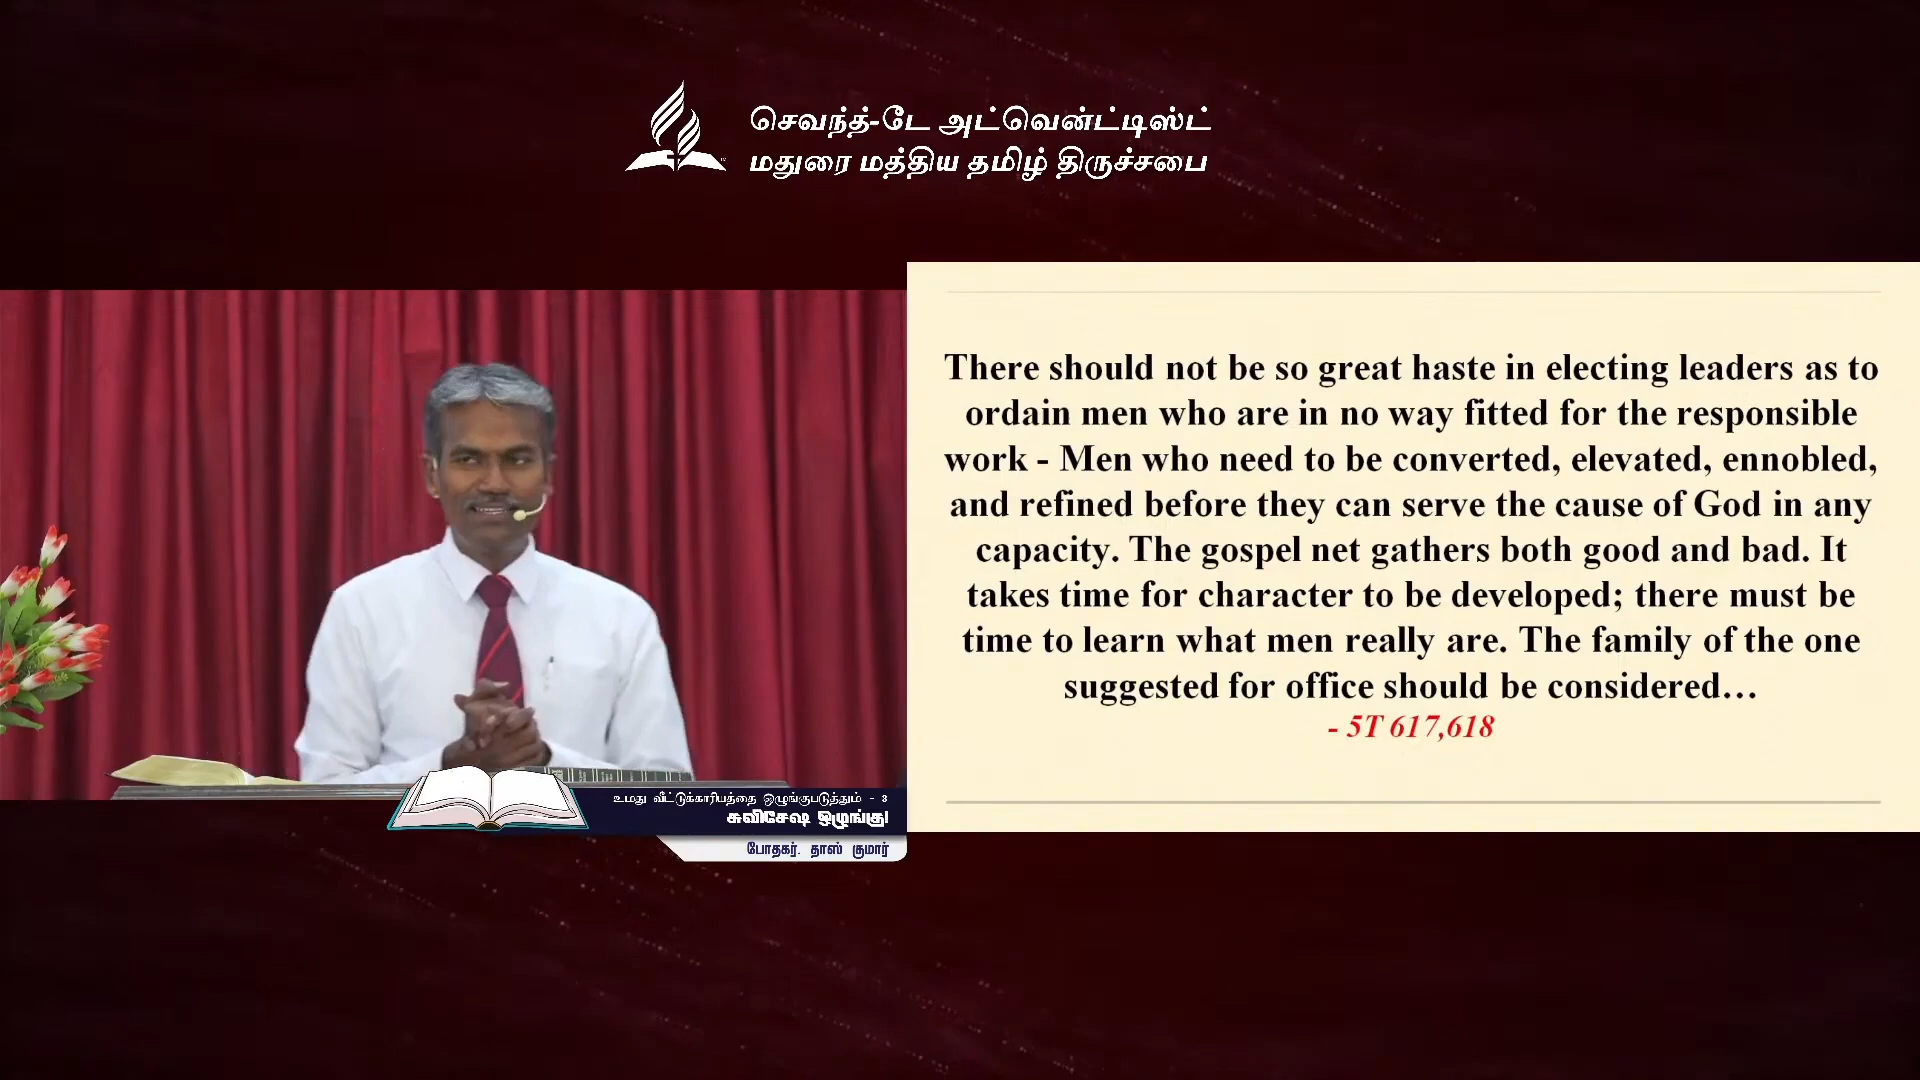 செவந்த்-டே அட்வென்ட்டிஸ்ட்
மதுரை மத்திய தமிழ் திருச்சபை
There should not be so great haste in electing leaders as to
ordain men who are in no way fitted for the responsible
work - Men who need to be converted, elevated, ennobled,
and refined before they can serve the cause of God in any
capacity. The gospel net gathers both good and bad. It
takes time for character to be developed; there must be
time to learn what men really are. The family of the one
suggested for office should be considered…
- 5T 617,618
உமது வீட்டுக்காரியத்தை ஒழுங்குபடுத்தும் - 3
சுவிசேஷ ஒழுங்கு!
போதகர். தாஸ் குமார்